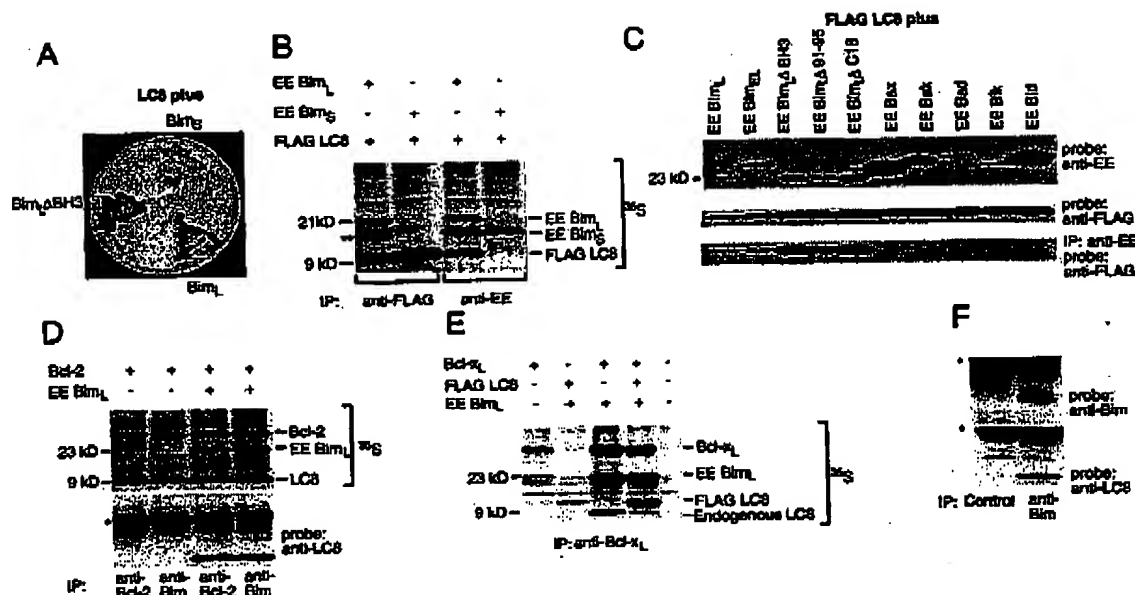 A
LC8 plus
Bim_S
Bim_LΔBH3
Bim_L
B
EE Bim_L + - + -
EE Bim_S - + - +
FLAG LC8 + + + +
21kD
9 kD
EE Bim_L
EE Bim_S
FLAG LC8
³⁵S
IP: anti-FLAG anti-EE
C
FLAG LC8 plus
EE Bim_L
EE Bim_EL
EE Bim_LΔBH3
EE Bim_LΔ91-95
EE Bim_LΔC18
EE Bax
EE Bak
EE Bad
EE Bik
EE Bid
23 kD
probe:
anti-EE
probe:
anti-FLAG
IP: anti-EE
probe:
anti-FLAG
D
Bcl-2 + + + +
EE Bim_L - - + +
23 kD
9 kD
Bcl-2
EE Bim_L
LC8
³⁵S
*
probe:
anti-LC8
IP: anti-Bcl-2 anti-Bim anti-Bcl-2 anti-Bim
E
Bcl-x_L + - + + -
FLAG LC8 - + - + -
EE Bim_L - + + + -
23 kD
9 kD
Bcl-x_L
EE Bim_L
FLAG LC8
Endogenous LC8
³⁵S
IP: anti-Bcl-x_L
F
*
probe:
anti-Bim
*
probe:
anti-LC8
IP: Control anti-Bim